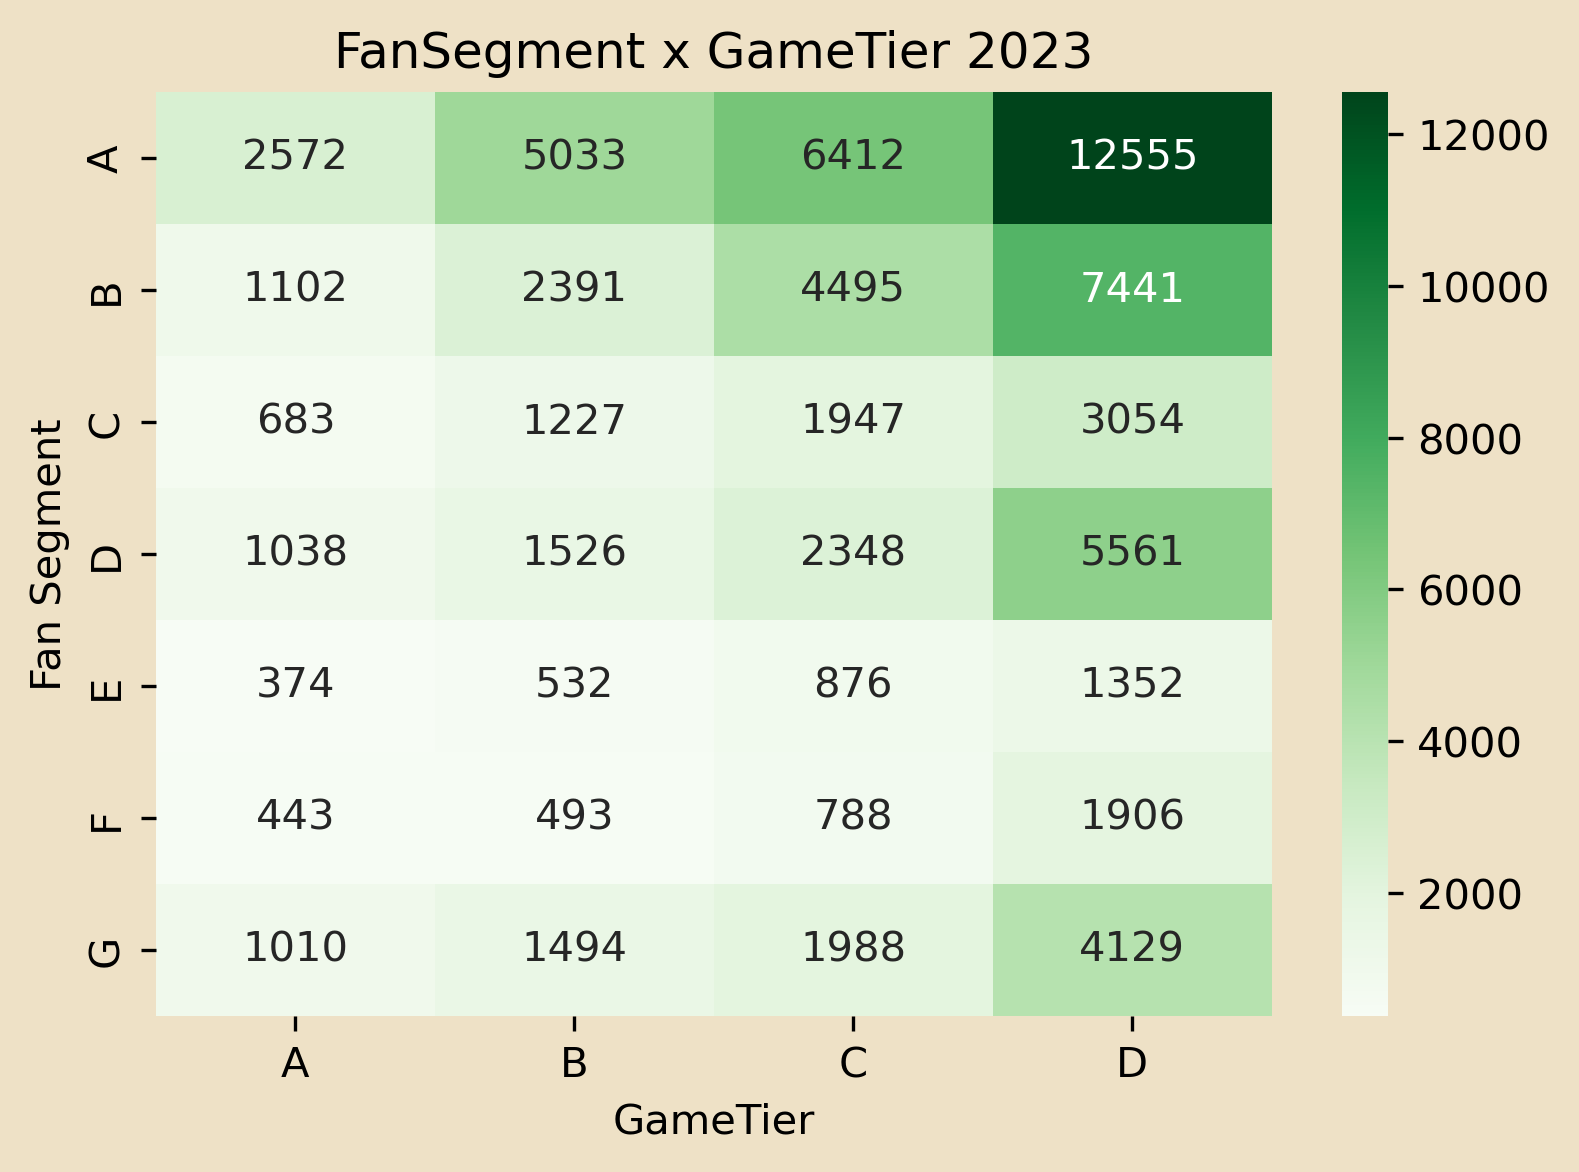 FanSegment x GameTier 2023
Fan Segment
A 2572 5033 6412 12555
B 1102 2391 4495 7441
C 683 1227 1947 3054
D 1038 1526 2348 5561
E 374 532 876 1352
F 443 493 788 1906
G 1010 1494 1988 4129
A B C D
GameTier
12000
10000
8000
6000
4000
2000